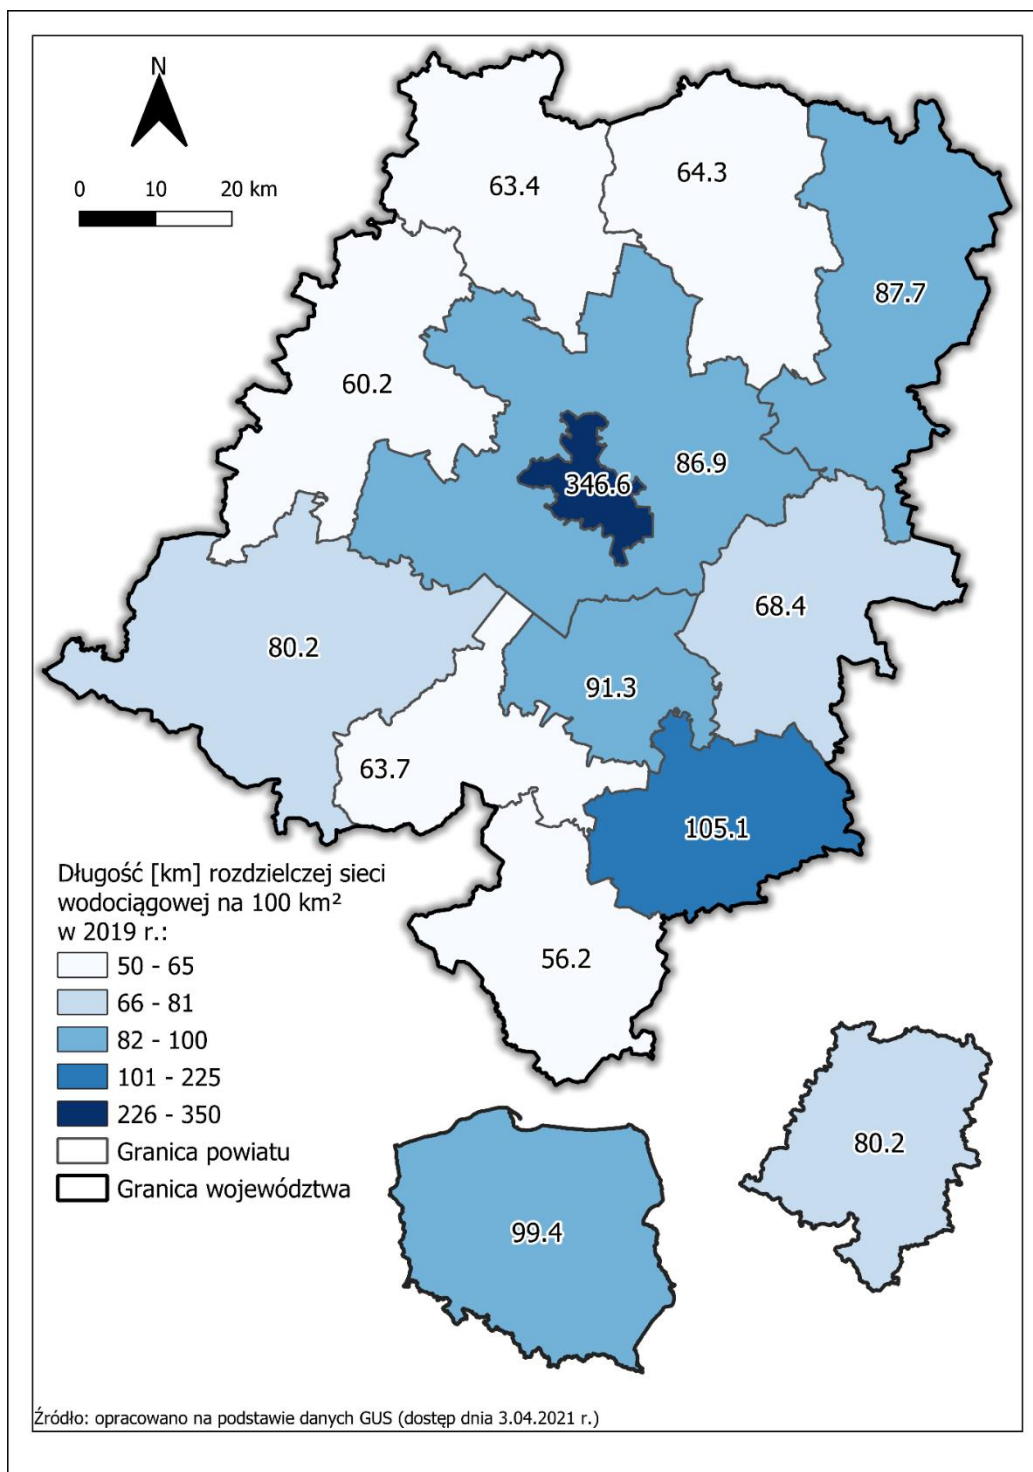 N
0 10 20 km
63.4
64.3
87.7
60.2
86.9
346.6
68.4
80.2
91.3
63.7
105.1
56.2
Długość [km] rozdzielczej sieci
wodociągowej na 100 km²
w 2019 r.:
50 - 65
66 - 81
82 - 100
101 - 225
226 - 350
Granica powiatu
Granica województwa
80.2
99.4
Źródło: opracowano na podstawie danych GUS (dostęp dnia 3.04.2021 r.)